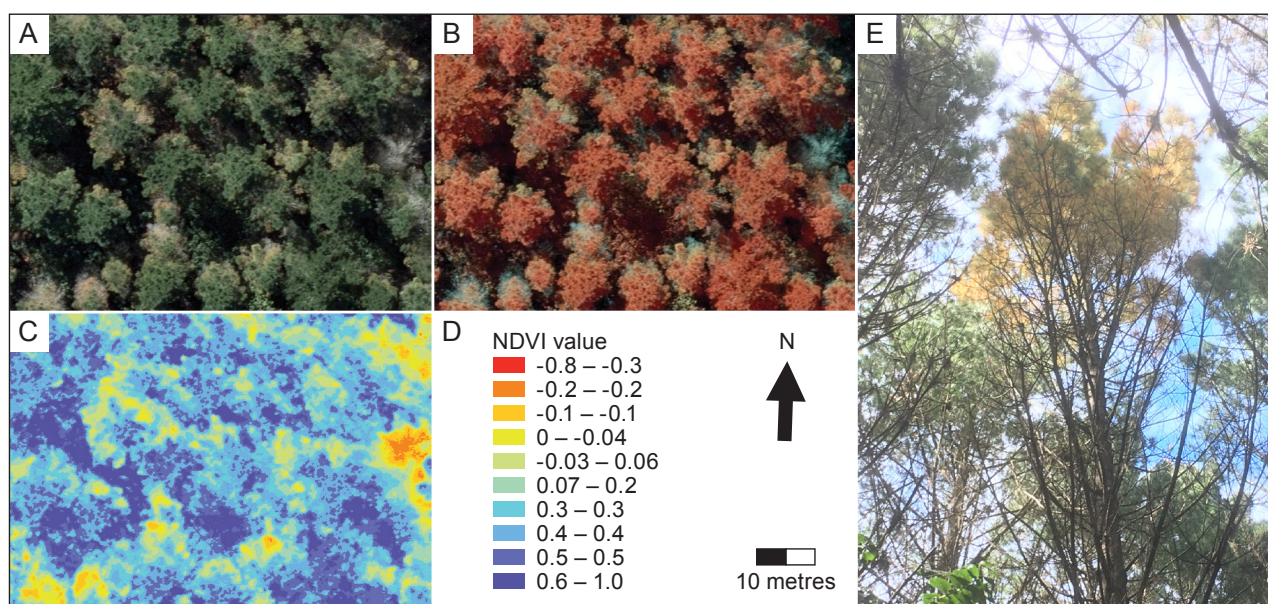 A
B
E
C
D
NDVI value
-0.8 – -0.3
-0.2 – -0.2
-0.1 – -0.1
0 – -0.04
-0.03 – 0.06
0.07 – 0.2
0.3 – 0.3
0.4 – 0.4
0.5 – 0.5
0.6 – 1.0
N
10 metres